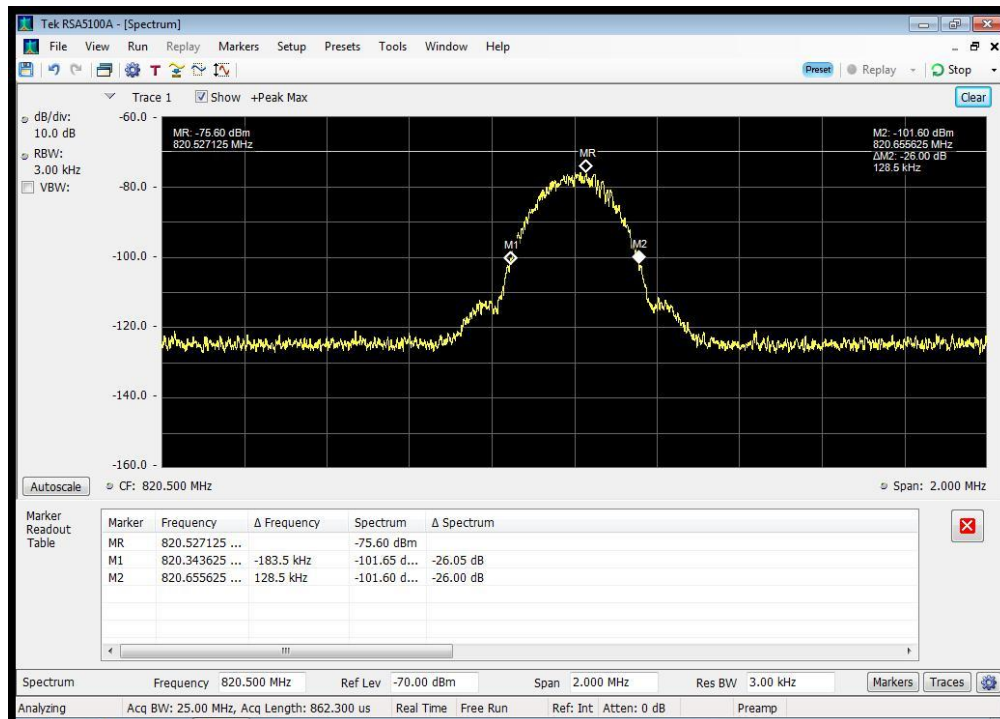 Tek RSA5100A - [Spectrum]
File View Run Replay Markers Setup Presets Tools Window Help
T Preset Replay Stop
Trace 1 Show +Peak Max Clear
dB/div:
10.0 dB
RBW:
3.00 kHz
VBW:
-60.0
-80.0
-100.0
-120.0
-140.0
-160.0
MR: -75.60 dBm
820.527125 MHz
M2: -101.60 dBm
820.655625 MHz
ΔM2: -26.00 dB
128.5 kHz
MR
M1
M2
Autoscale CF: 820.500 MHz Span: 2.000 MHz
Marker
Readout
Table
Marker Frequency Δ Frequency Spectrum Δ Spectrum
MR 820.527125 ... -75.60 dBm
M1 820.343625 ... -183.5 kHz -101.65 d... -26.05 dB
M2 820.655625 ... 128.5 kHz -101.60 d... -26.00 dB
Spectrum Frequency 820.500 MHz Ref Lev -70.00 dBm Span 2.000 MHz Res BW 3.00 kHz Markers Traces
Analyzing Acq BW: 25.00 MHz, Acq Length: 862.300 us Real Time Free Run Ref: Int Atten: 0 dB Preamp